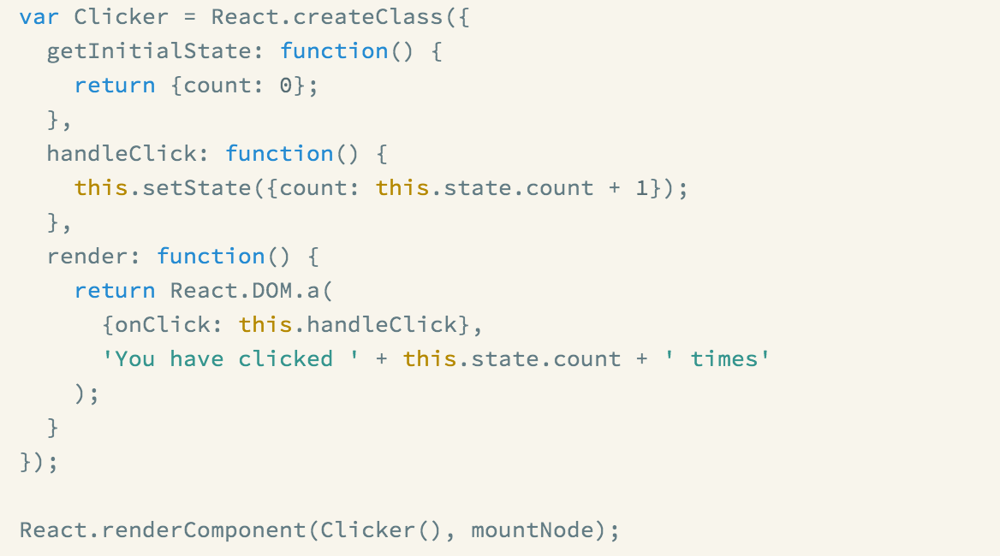 var Clicker = React.createClass({
  getInitialState: function() {
    return {count: 0};
  },
  handleClick: function() {
    this.setState({count: this.state.count + 1});
  },
  render: function() {
    return React.DOM.a(
      {onClick: this.handleClick},
      'You have clicked ' + this.state.count + ' times'
    );
  }
});

React.renderComponent(Clicker(), mountNode);